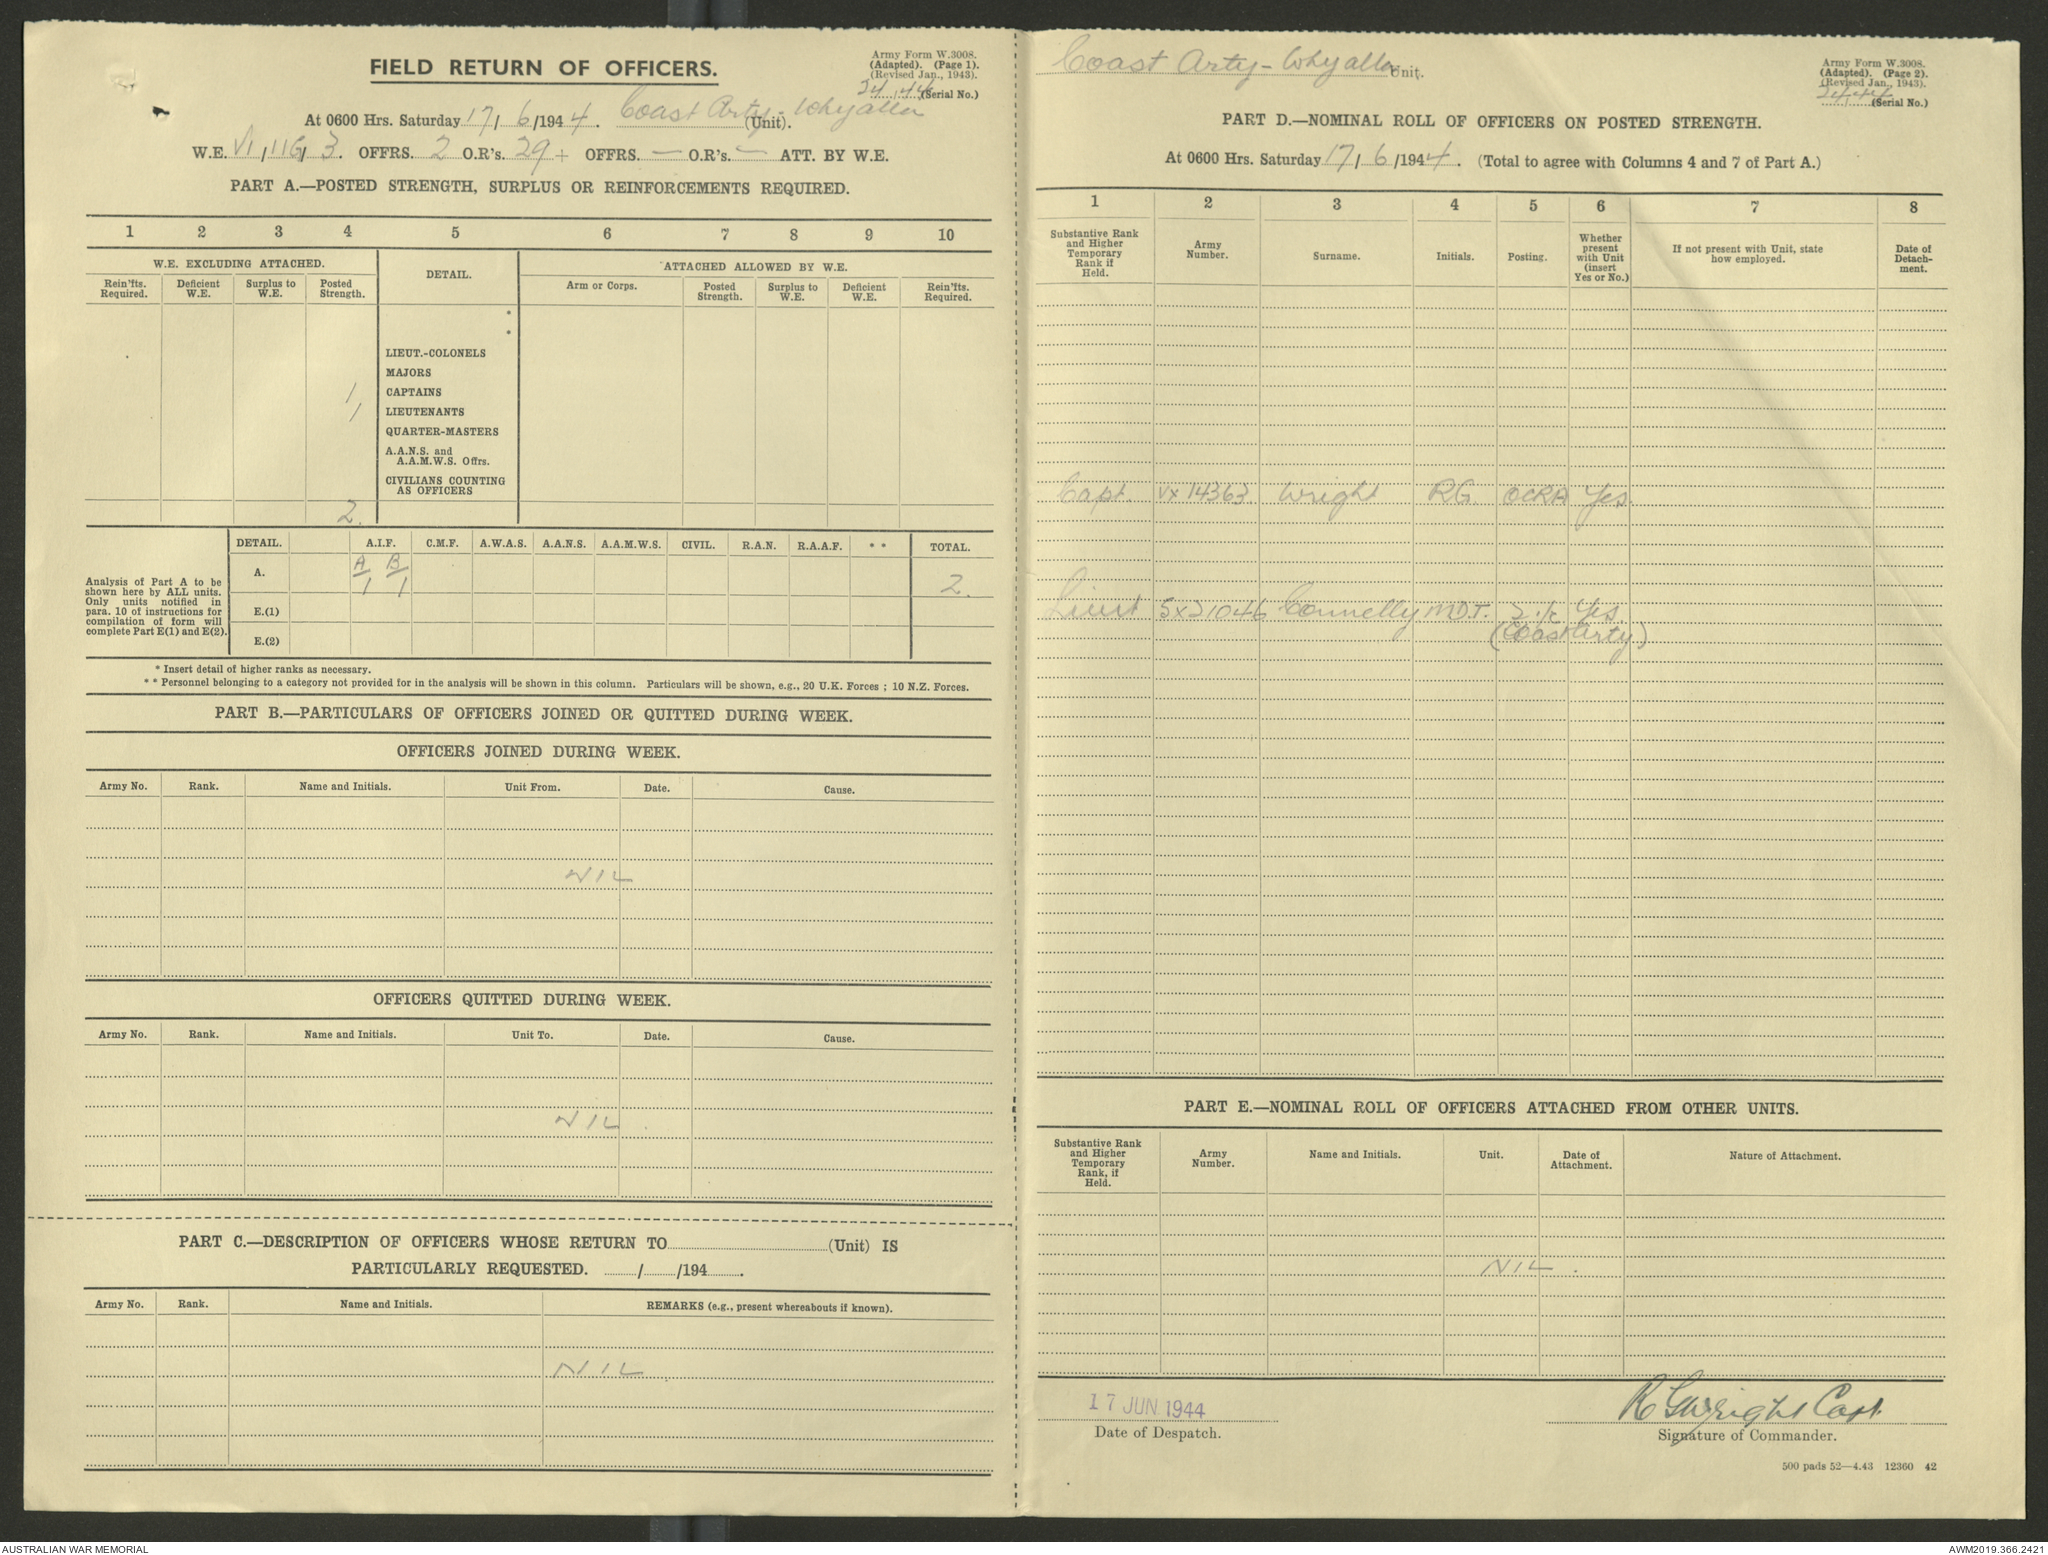 FIELD RETURN OF OFFICERS.
Army Form W.3008.
(Adapted). (Page 1).
(Revised Jan., 1943).
24/44 (Serial No.)
At 0600 Hrs. Saturday 17/ 6 /1944. Coast Arty - Whyalla (Unit).
W.E. VI/116/3. OFFRS. 2 O.R's. 29 + OFFRS. — O.R's. — ATT. BY W.E.
PART A.—POSTED STRENGTH, SURPLUS OR REINFORCEMENTS REQUIRED.
1 2 3 4 5 6 7 8 9 10
W.E. EXCLUDING ATTACHED. DETAIL. ATTACHED ALLOWED BY W.E.
Rein'fts. Required. Deficient W.E. Surplus to W.E. Posted Strength. Arm or Corps. Posted Strength. Surplus to W.E. Deficient W.E. Rein'fts. Required.
*
*
LIEUT.-COLONELS
MAJORS
1 CAPTAINS
1 LIEUTENANTS
QUARTER-MASTERS
A.A.N.S. and
A.A.M.W.S. Offrs.
CIVILIANS COUNTING
AS OFFICERS
2.
DETAIL. A.I.F. C.M.F. A.W.A.S. A.A.N.S. A.A.M.W.S. CIVIL. R.A.N. R.A.A.F. * * TOTAL.
Analysis of Part A to be
shown here by ALL units.
Only units notified in
para. 10 of instructions for
compilation of form will
complete Part E(1) and E(2).
A. A/1 B/1 2.
E.(1)
E.(2)
* Insert detail of higher ranks as necessary.
* * Personnel belonging to a category not provided for in the analysis will be shown in this column. Particulars will be shown, e.g., 20 U.K. Forces ; 10 N.Z. Forces.
PART B.—PARTICULARS OF OFFICERS JOINED OR QUITTED DURING WEEK.
OFFICERS JOINED DURING WEEK.
Army No. Rank. Name and Initials. Unit From. Date. Cause.
NIL
OFFICERS QUITTED DURING WEEK.
Army No. Rank. Name and Initials. Unit To. Date. Cause.
NIL.
PART C.—DESCRIPTION OF OFFICERS WHOSE RETURN TO (Unit) IS
PARTICULARLY REQUESTED. / /194 .
Army No. Rank. Name and Initials. REMARKS (e.g., present whereabouts if known).
NIL
Coast Arty - Whyalla Unit.
Army Form W.3008.
(Adapted). (Page 2).
(Revised Jan., 1943).
24/44 (Serial No.)
PART D.—NOMINAL ROLL OF OFFICERS ON POSTED STRENGTH.
At 0600 Hrs. Saturday 17/ 6 /1944. (Total to agree with Columns 4 and 7 of Part A.)
1 2 3 4 5 6 7 8
Substantive Rank and Higher Temporary Rank if Held. Army Number. Surname. Initials. Posting. Whether present with Unit (insert Yes or No.) If not present with Unit, state how employed. Date of Detach-ment.
Capt. VX 14363 Wright RG. OCRA Yes
Lieut SX31046 Connelly MDJ. Yes.
(Coast Arty)
PART E.—NOMINAL ROLL OF OFFICERS ATTACHED FROM OTHER UNITS.
Substantive Rank and Higher Temporary Rank, if Held. Army Number. Name and Initials. Unit. Date of Attachment. Nature of Attachment.
NIL.
17 JUN 1944
Date of Despatch.
R G Wright Capt.
Signature of Commander.
500 pads 52—4.43 12360 42
AUSTRALIAN WAR MEMORIAL
AWM2019.366.2421